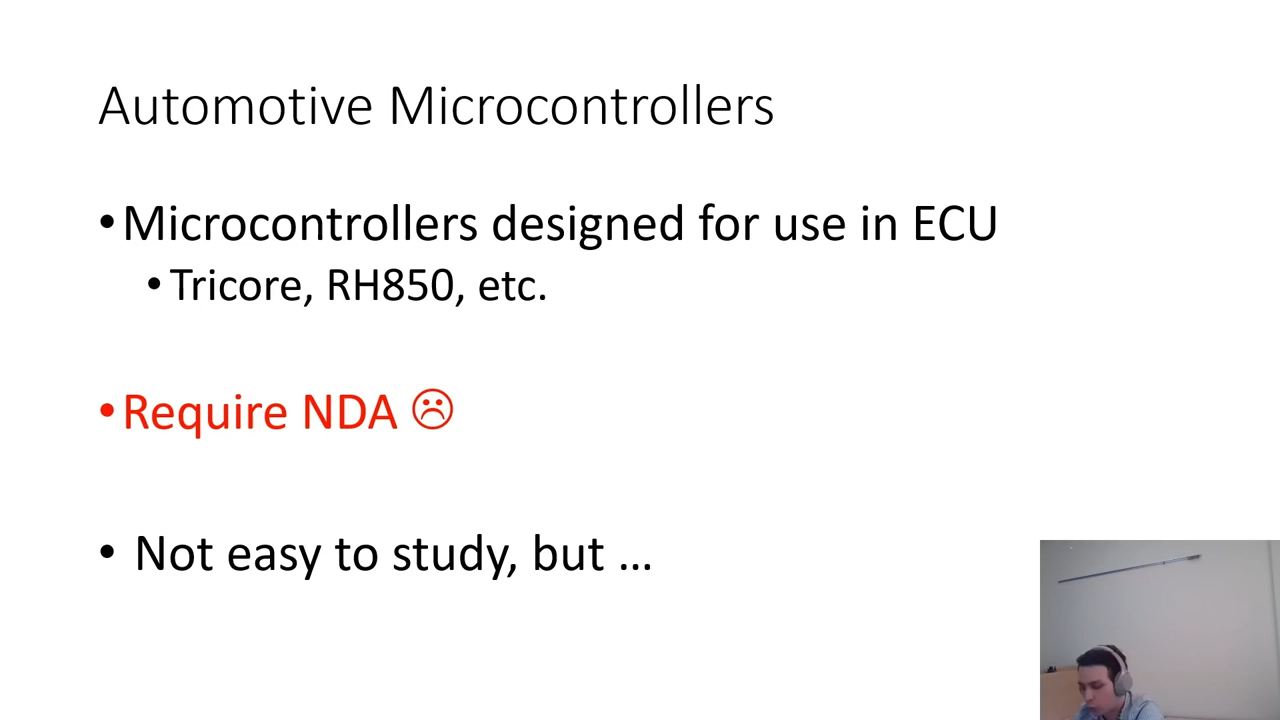 Automotive Microcontrollers
•Microcontrollers designed for use in ECU
•Tricore, RH850, etc.
•Require NDA ☹
• Not easy to study, but …